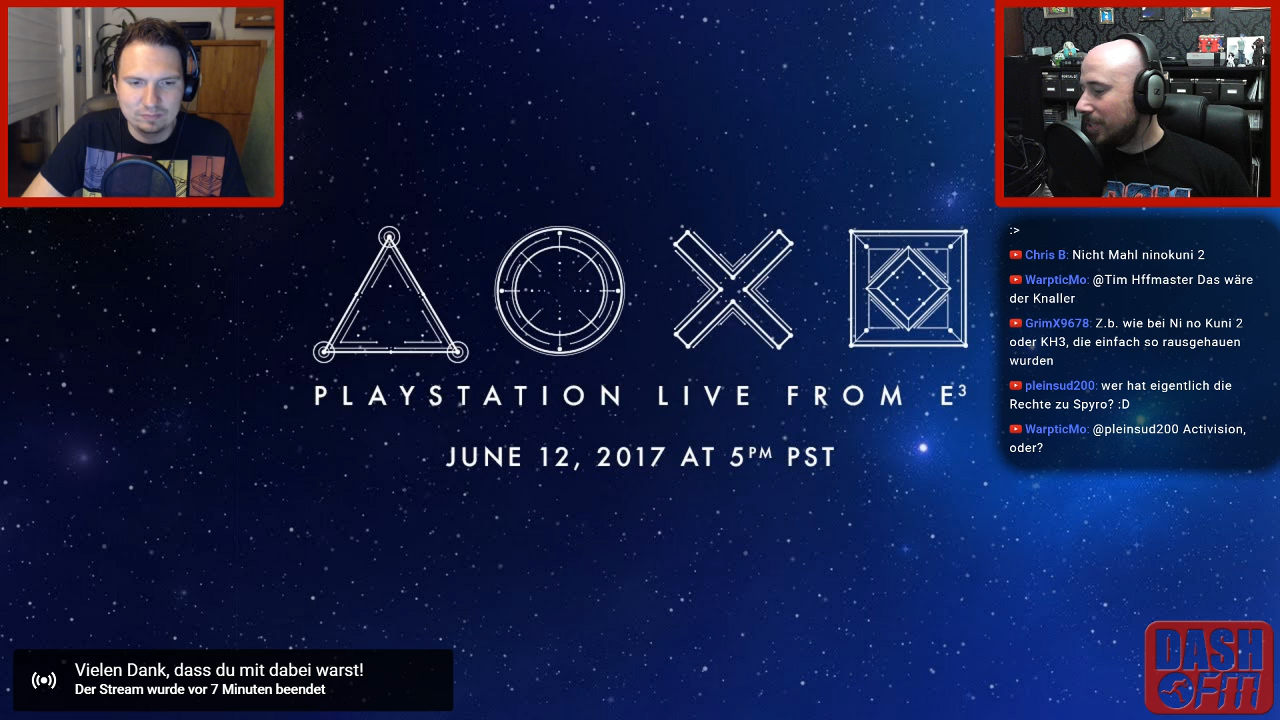 PLAYSTATION LIVE FROM E3
JUNE 12, 2017 AT 5PM PST
:>
Chris B: Nicht Mahl ninokuni 2
WarpticMo: @Tim Hffmaster Das wäre
der Knaller
GrimX9678: Z.b. wie bei Ni no Kuni 2
oder KH3, die einfach so rausgehauen
wurden
pleinsud200: wer hat eigentlich die
Rechte zu Spyro? :D
WarpticMo: @pleinsud200 Activision,
oder?
Vielen Dank, dass du mit dabei warst!
Der Stream wurde vor 7 Minuten beendet
DASH